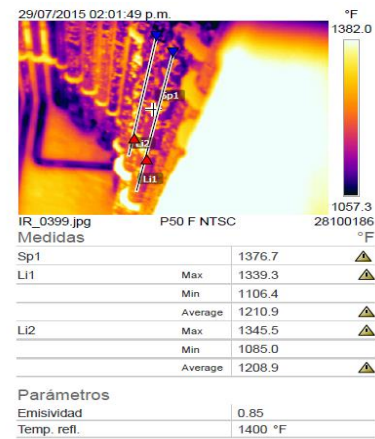 29/07/2015 02:01:49 p.m.
°F
1382.0
Sp1
Li2
Li1
1057.3
IR_0399.jpg P50 F NTSC 28100186
Medidas °F
Sp1 1376.7
Li1 Max 1339.3
Min 1106.4
Average 1210.9
Li2 Max 1345.5
Min 1085.0
Average 1208.9
Parámetros
Emisividad 0.85
Temp. refl. 1400 °F